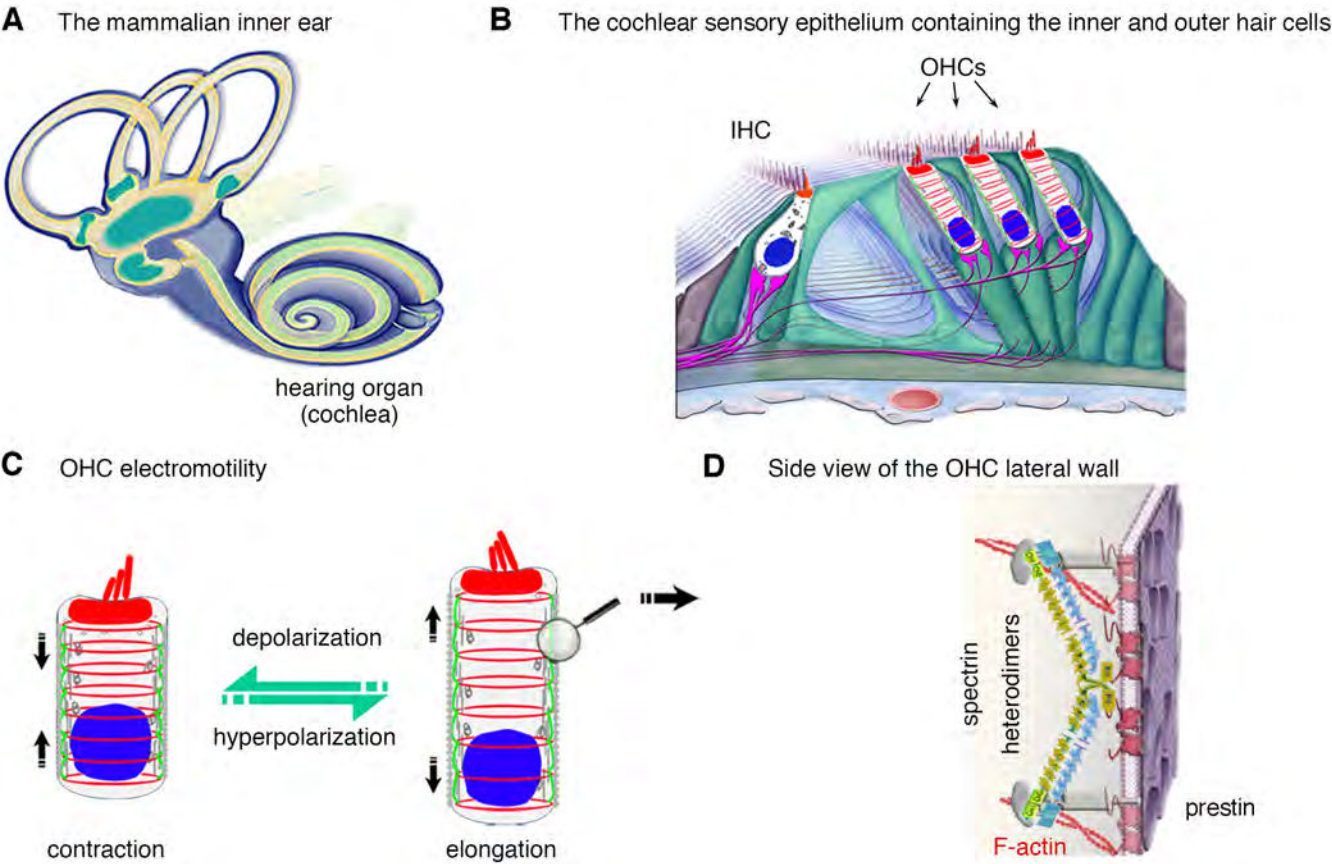 A The mammalian inner ear
hearing organ
(cochlea)
B The cochlear sensory epithelium containing the inner and outer hair cells
OHCs
IHC
C OHC electromotility
depolarization
hyperpolarization
contraction
elongation
D Side view of the OHC lateral wall
spectrin
heterodimers
F-actin
prestin